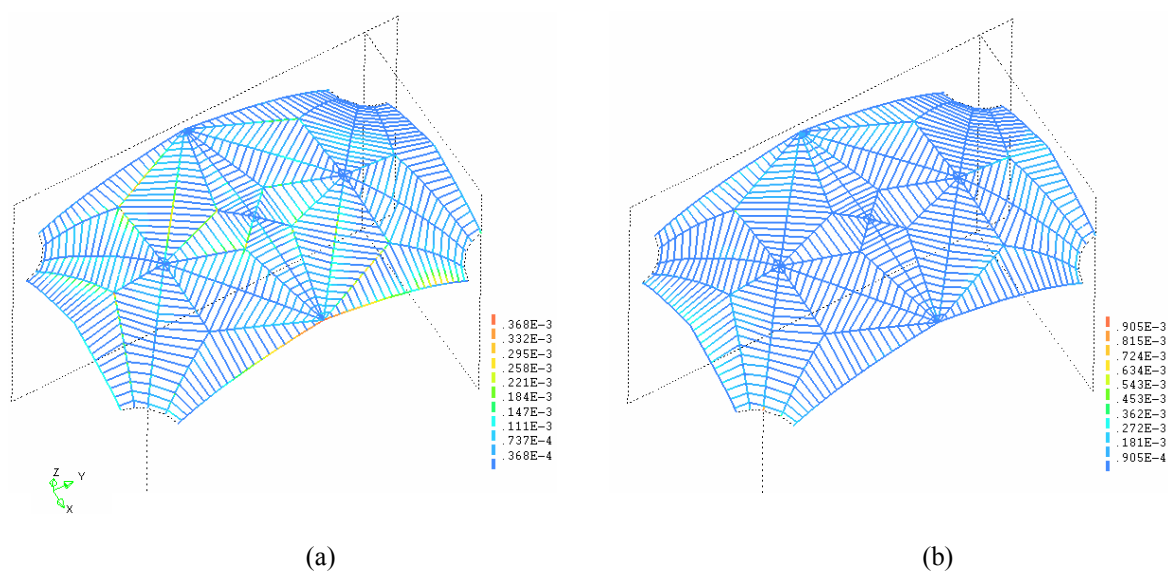 .368E-3
.332E-3
.295E-3
.258E-3
.221E-3
.184E-3
.147E-3
.111E-3
.737E-4
.368E-4
Z
Y
X
(a)
.905E-3
.815E-3
.724E-3
.634E-3
.543E-3
.453E-3
.362E-3
.272E-3
.181E-3
.905E-4
(b)